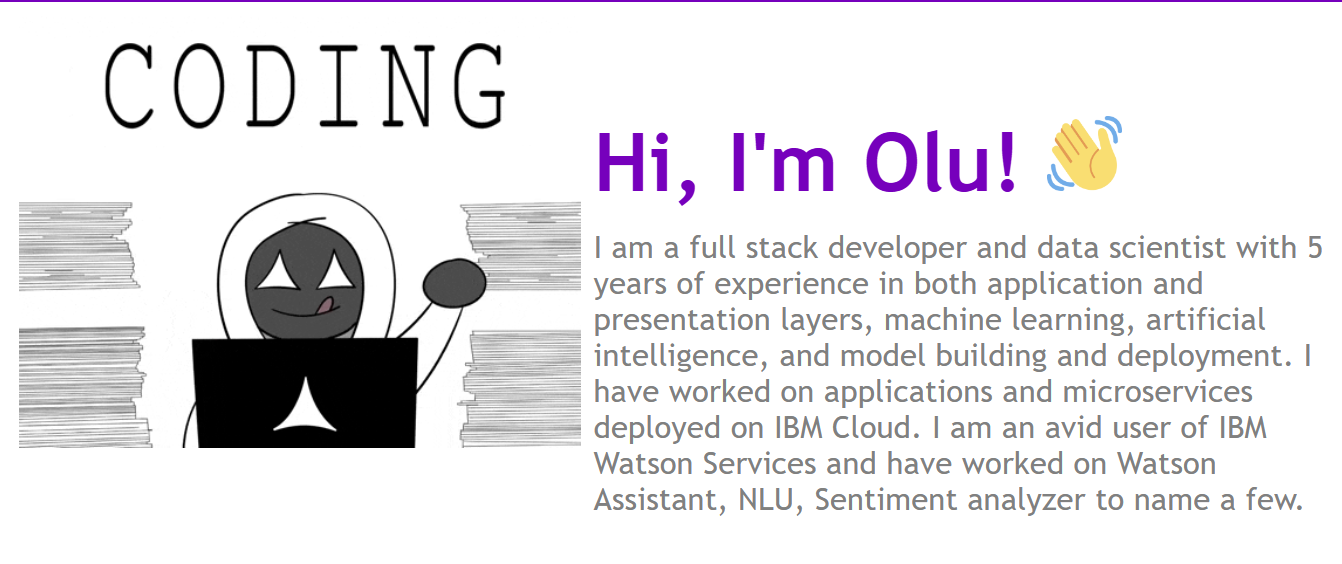 CODING
Hi, I'm Olu! 👋
I am a full stack developer and data scientist with 5
years of experience in both application and
presentation layers, machine learning, artificial
intelligence, and model building and deployment. I
have worked on applications and microservices
deployed on IBM Cloud. I am an avid user of IBM
Watson Services and have worked on Watson
Assistant, NLU, Sentiment analyzer to name a few.